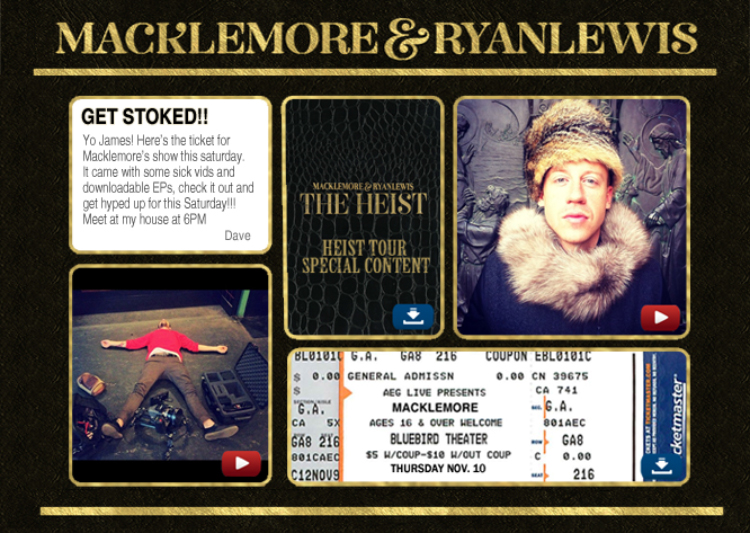 MACKLEMORE & RYANLEWIS
GET STOKED!!
Yo James! Here's the ticket for
Macklemore's show this saturday.
It came with some sick vids and
downloadable EPs, check it out and
get hyped up for this Saturday!!!
Meet at my house at 6PM
Dave
MACKLEMORE & RYANLEWIS
THE HEIST
HEIST TOUR
SPECIAL CONTENT
BL0101C G.A. GA8 216 COUPON EBL0101C
$ 0.00 GENERAL ADMISSN 0.00 CN 39675
$ AEG LIVE PRESENTS CA 741
G.A. MACKLEMORE G.A.
CA 5X AGES 16 & OVER WELCOME 801AEC
GA8 216 BLUEBIRD THEATER GA8
801CAEC $5 W/COUP-$10 W/OUT COUP C 0.00
C12NOV9 THURSDAY NOV. 10 216
cketmaster